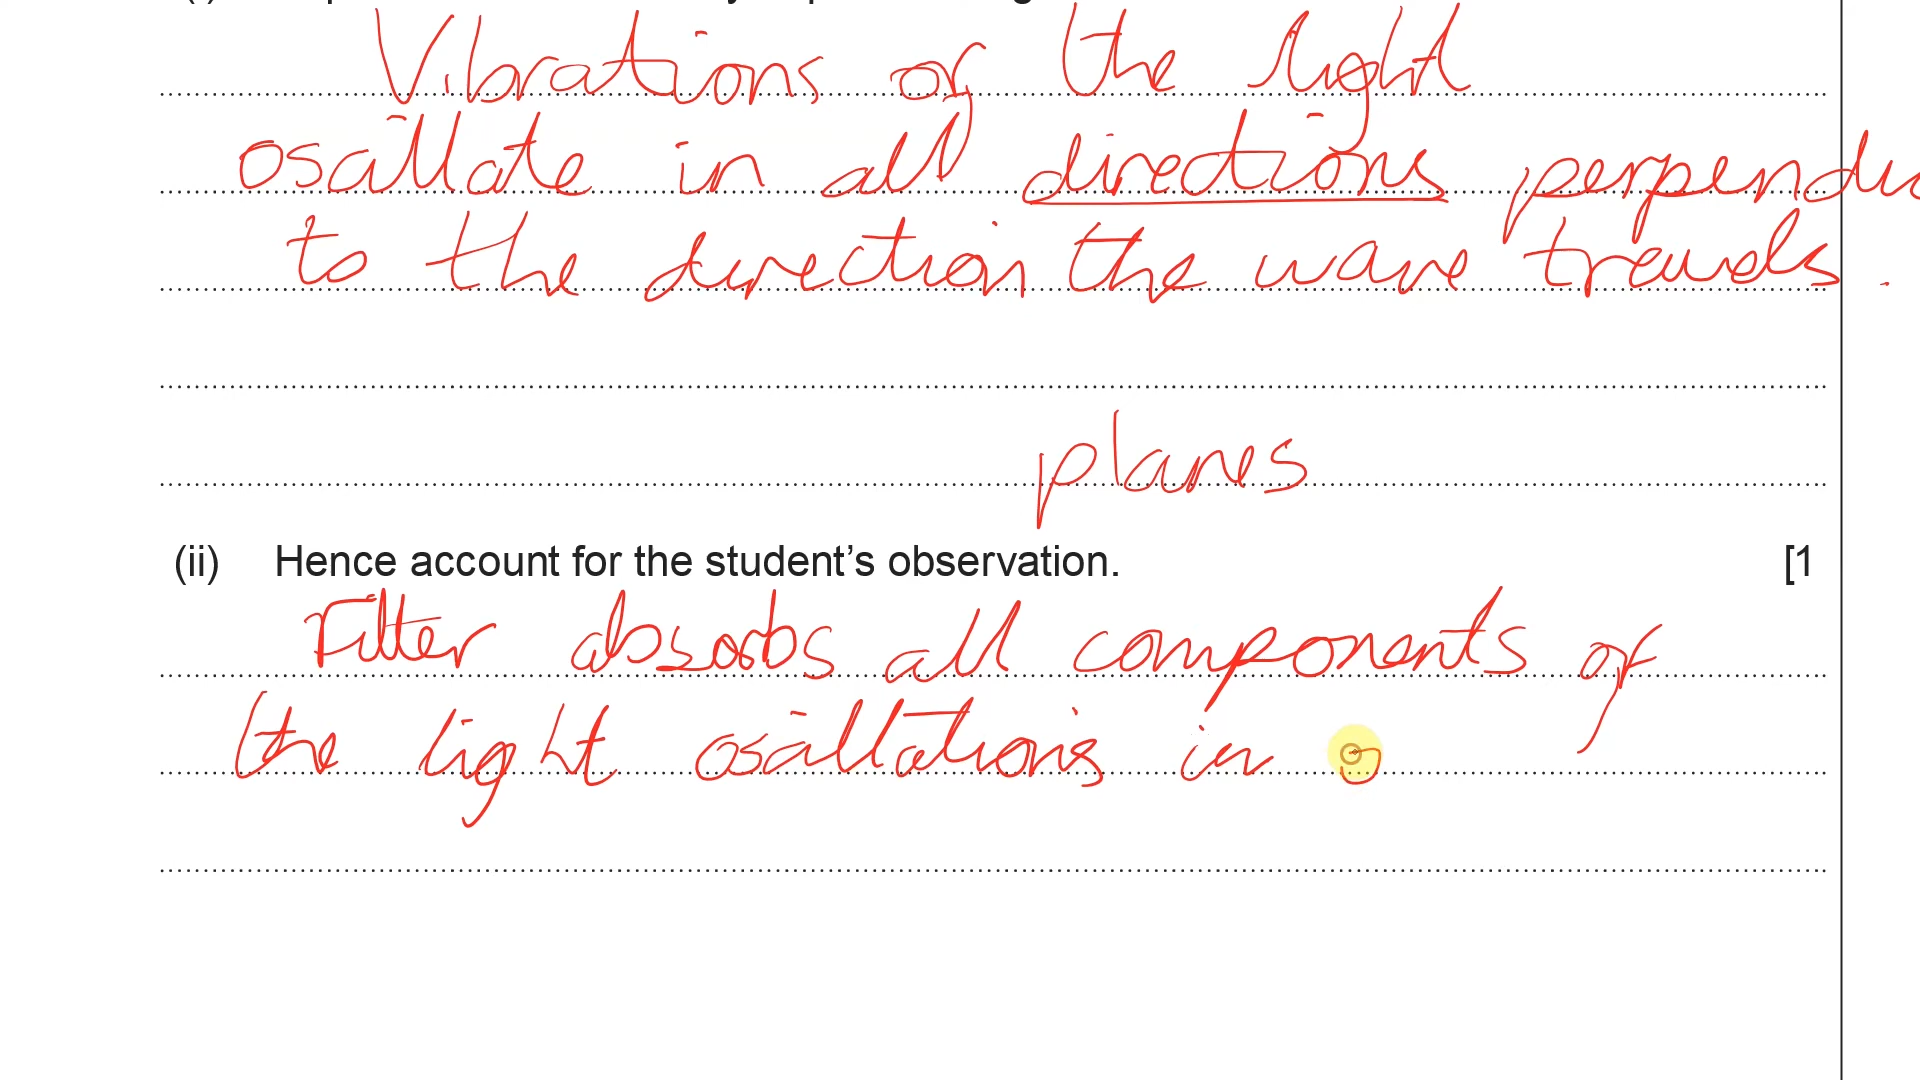 Vibrations of the light
oscillate in all directions perpendic
to the direction the wave travels.
planes
(ii) Hence account for the student's observation. [1
Filter absorbs all components of
the light oscillations in